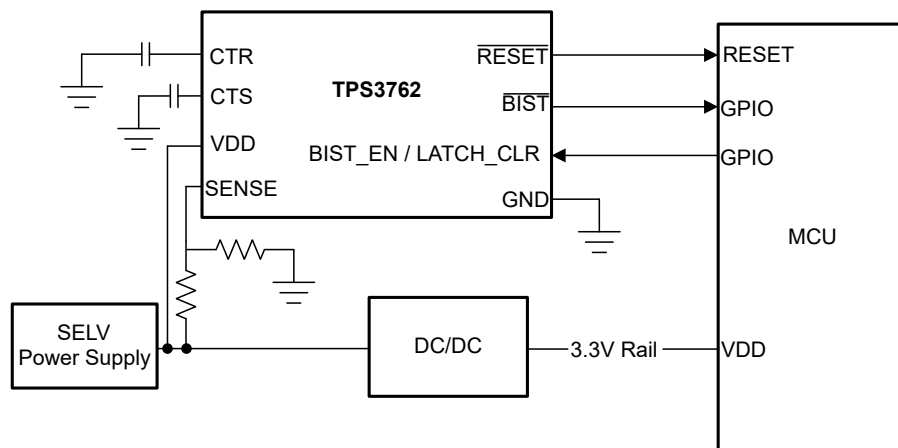 CTR
RESET
RESET
TPS3762
CTS
BIST
GPIO
VDD
BIST_EN / LATCH_CLR
GPIO
SENSE
GND
MCU
SELV
Power Supply
DC/DC
3.3V Rail
VDD